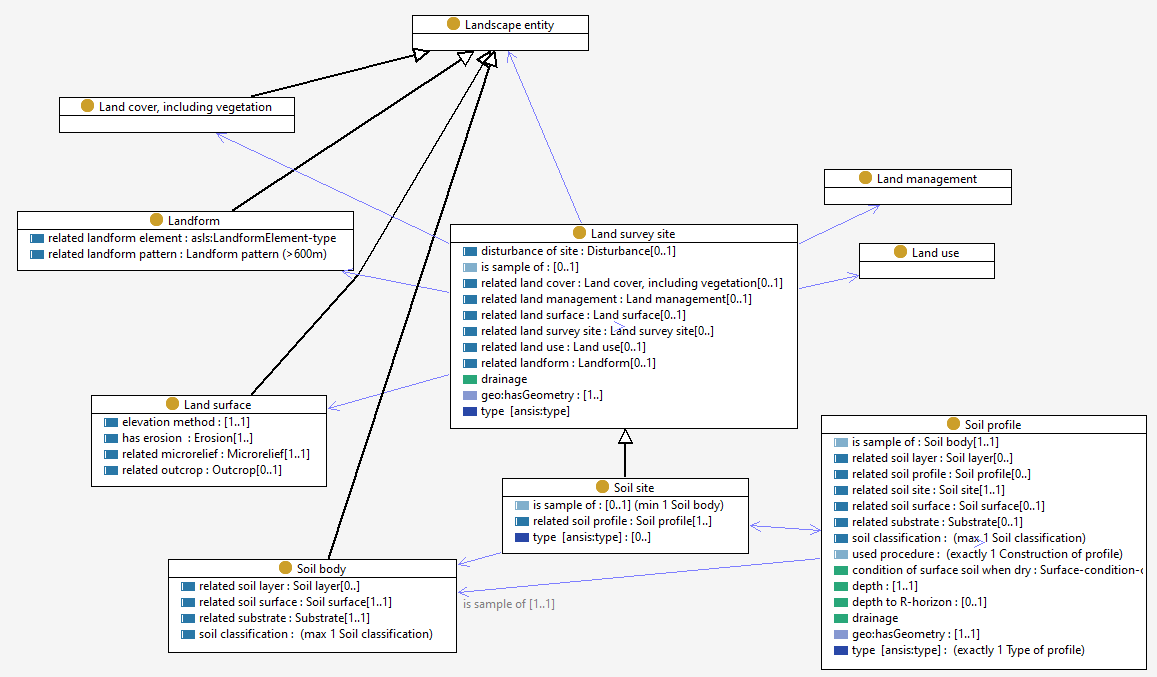 Landscape entity
Land cover, including vegetation
Land management
Landform
related landform element : asls:LandformElement-type
related landform pattern : Landform pattern (>600m)
Land survey site
disturbance of site : Disturbance[0..1]
is sample of : [0..1]
related land cover : Land cover, including vegetation[0..1]
related land management : Land management[0..1]
related land surface : Land surface[0..1]
related land survey site : Land survey site[0..]
related land use : Land use[0..1]
related landform : Landform[0..1]
drainage
geo:hasGeometry : [1..]
type [ansis:type]
Land use
Land surface
elevation method : [1..1]
has erosion : Erosion[1..]
related microrelief : Microrelief[1..1]
related outcrop : Outcrop[0..1]
Soil profile
is sample of : Soil body[1..1]
related soil layer : Soil layer[0..]
related soil profile : Soil profile[0..]
related soil site : Soil site[1..1]
related soil surface : Soil surface[0..1]
related substrate : Substrate[0..1]
soil classification : (max 1 Soil classification)
used procedure : (exactly 1 Construction of profile)
condition of surface soil when dry : Surface-condition-
depth : [1..1]
depth to R-horizon : [0..1]
drainage
geo:hasGeometry : [1..1]
type [ansis:type] : (exactly 1 Type of profile)
Soil site
is sample of : [0..1] (min 1 Soil body)
related soil profile : Soil profile[1..]
type [ansis:type] : [0..]
Soil body
related soil layer : Soil layer[0..]
related soil surface : Soil surface[1..1]
related substrate : Substrate[1..1]
soil classification : (max 1 Soil classification)
is sample of [1..1]